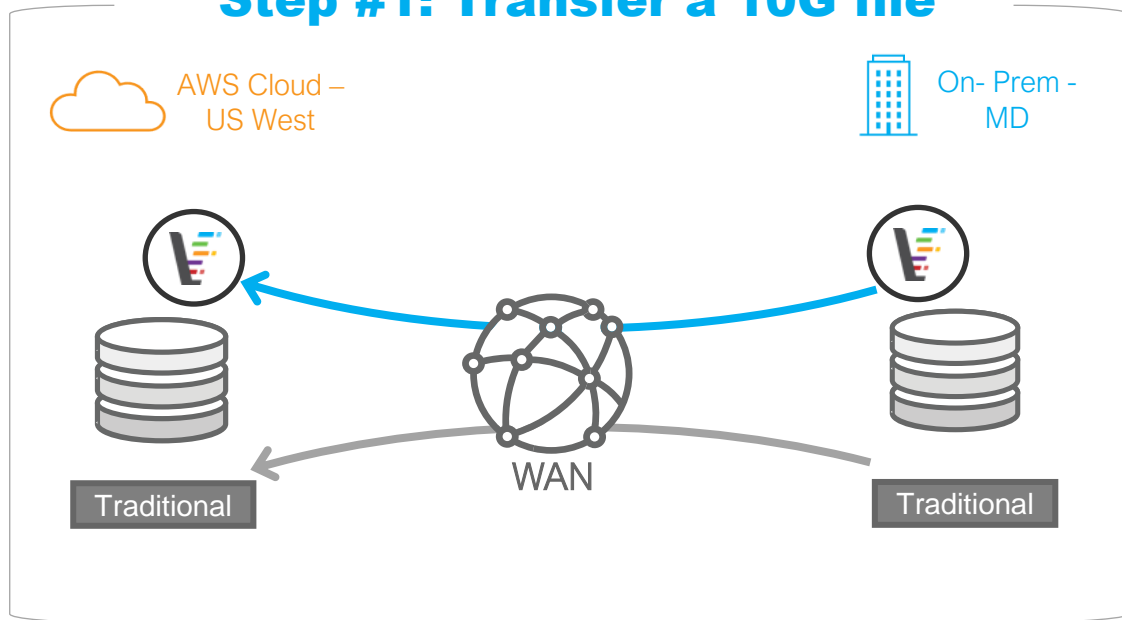 Step #1: Transfer a 10G file
AWS Cloud –
US West
On- Prem -
MD
WAN
Traditional
Traditional